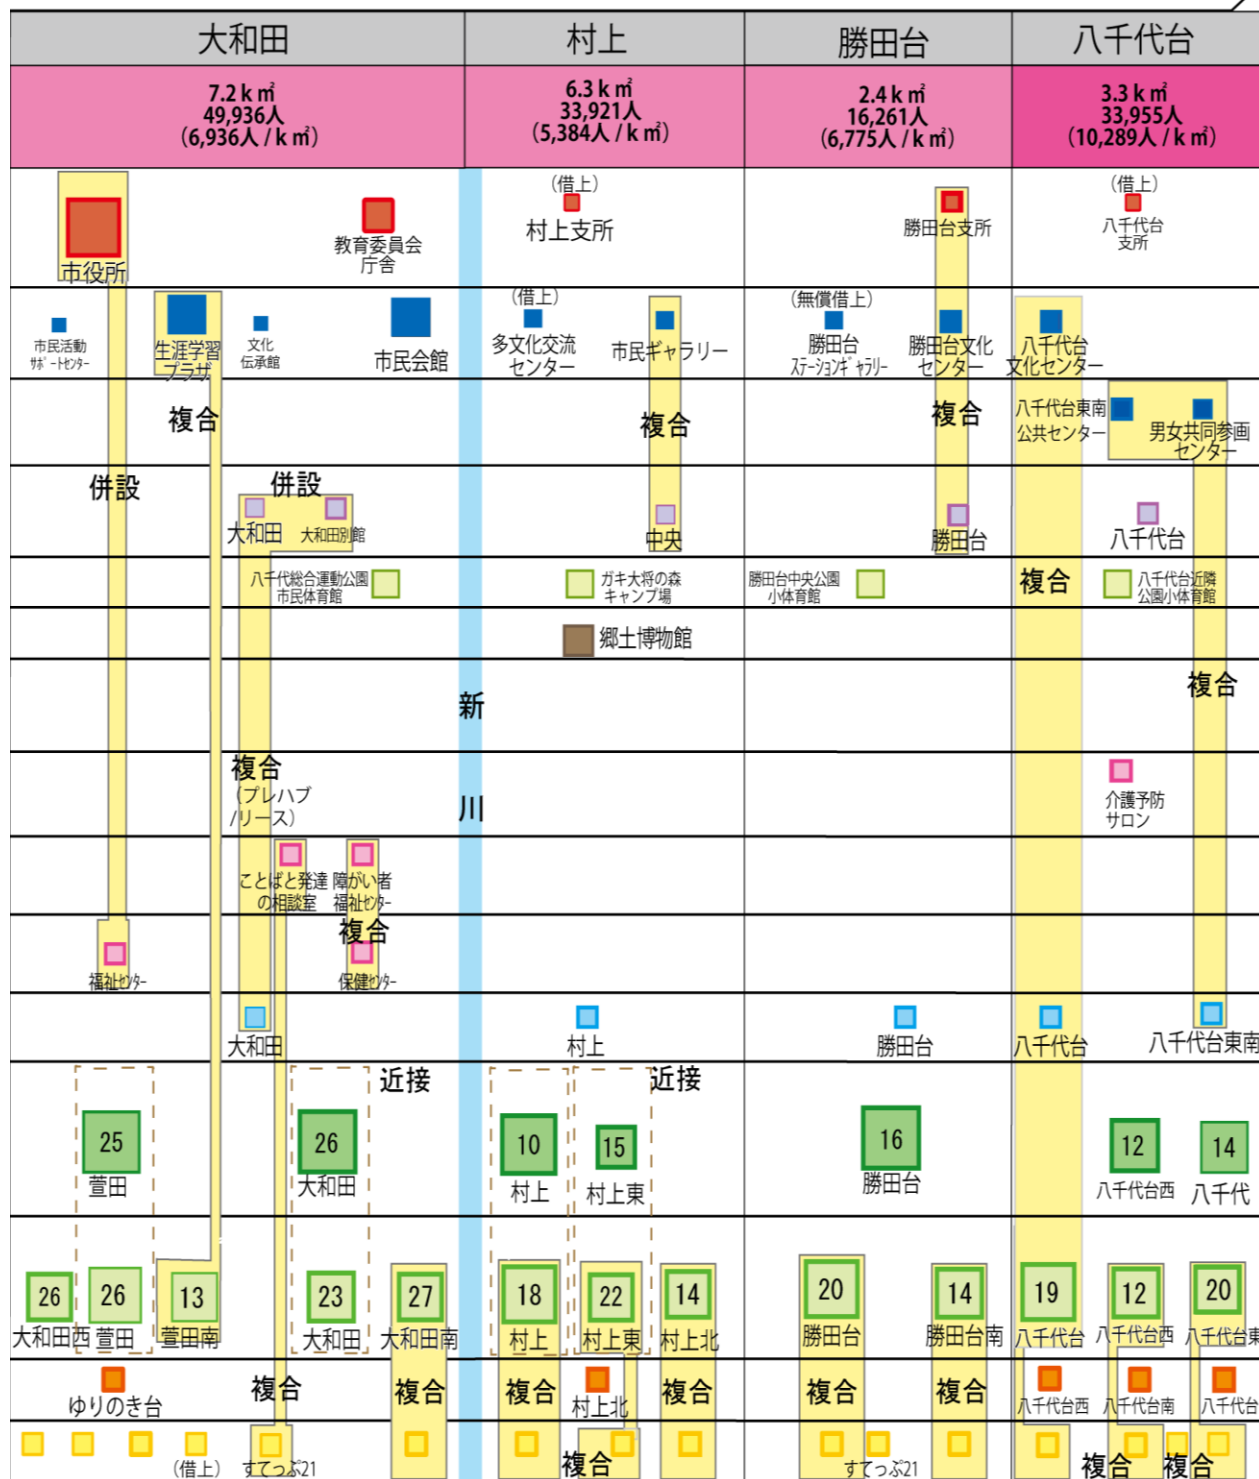 大和田
村上
勝田台
八千代台
7.2 k㎡
49,936人
(6,936人 / k㎡)
6.3 k㎡
33,921人
(5,384人 / k㎡)
2.4 k㎡
16,261人
(6,775人 / k㎡)
3.3 k㎡
33,955人
(10,289人 / k㎡)
市役所
教育委員会
庁舎
(借上)
村上支所
勝田台支所
(借上)
八千代台
支所
市民活動
ｻﾎﾟｰﾄｾﾝﾀｰ
生涯学習
プラザ
文化
伝承館
市民会館
(借上)
多文化交流
センター
市民ギャラリー
(無償借上)
勝田台
ｽﾃｰｼｮﾝｷﾞｬﾗﾘｰ
勝田台文化
センター
八千代台
文化センター
複合
複合
複合
八千代台東南
公共センター
男女共同参画
センター
併設
併設
大和田
大和田別館
中央
勝田台
八千代台
八千代総合運動公園
市民体育館
ガキ大将の森
キャンプ場
勝田台中央公園
小体育館
複合
八千代台近隣
公園小体育館
郷土博物館
新
川
複合
複合
(プレハブ
/リース)
介護予防
サロン
ことばと発達
の相談室
障がい者
福祉ｾﾝﾀｰ
複合
福祉ｾﾝﾀｰ
保健ｾﾝﾀｰ
大和田
村上
勝田台
八千代台
八千代台東南
近接
近接
25
萱田
26
大和田
10
村上
15
村上東
16
勝田台
12
八千代台西
14
八千代
26
大和田西
26
萱田
13
萱田南
23
大和田
27
大和田南
18
村上
22
村上東
14
村上北
20
勝田台
14
勝田台南
19
八千代台
12
八千代台西
20
八千代台東
ゆりのき台
複合
複合
複合
村上北
複合
複合
複合
八千代台西
八千代台南
八千代台
(借上)
すてっぷ21
複合
すてっぷ21
複合
複合